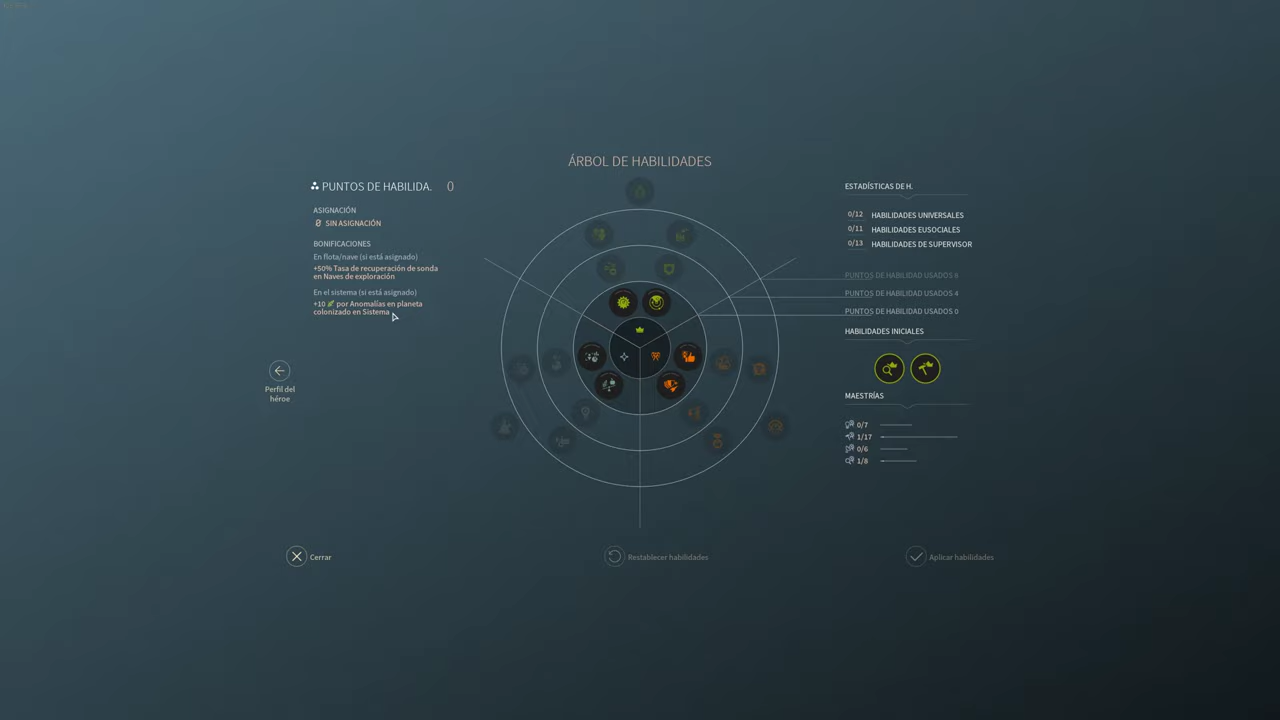 ÁRBOL DE HABILIDADES
PUNTOS DE HABILIDA. 0
ASIGNACIÓN
SIN ASIGNACIÓN
BONIFICACIONES
En flota/nave (si está asignado)
+50% Tasa de recuperación de sonda
en Naves de exploración
En el sistema (si está asignado)
+10 por Anomalías en planeta
colonizado en Sistema
Perfil del
héroe
ESTADÍSTICAS DE H.
0/12 HABILIDADES UNIVERSALES
0/11 HABILIDADES EUSOCIALES
0/13 HABILIDADES DE SUPERVISOR
PUNTOS DE HABILIDAD USADOS 6
PUNTOS DE HABILIDAD USADOS 4
PUNTOS DE HABILIDAD USADOS 0
HABILIDADES INICIALES
MAESTRÍAS
0/7
1/17
0/6
1/8
Cerrar
Restablecer habilidades
Aplicar habilidades